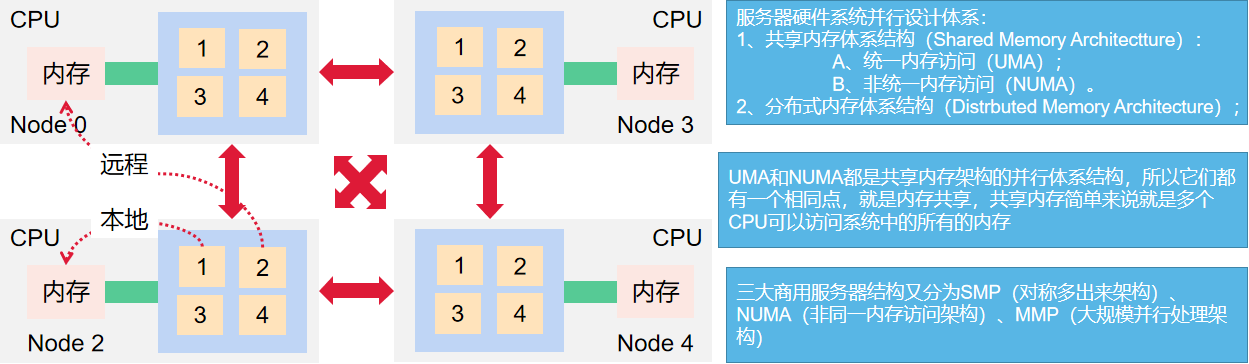 CPU
1
2
3
4
内存
Node 0
CPU
1
2
3
4
内存
Node 3
远程
本地
CPU
1
2
3
4
内存
Node 2
CPU
1
2
3
4
内存
Node 4
服务器硬件系统并行设计体系：
1、共享内存体系结构（Shared Memory Architectture）：
A、统一内存访问（UMA）；
B、非统一内存访问（NUMA）。
2、分布式内存体系结构（Distrbuted Memory Architecture）；
UMA和NUMA都是共享内存架构的并行体系结构，所以它们都
有一个相同点，就是内存共享，共享内存简单来说就是多个
CPU可以访问系统中的所有的内存
三大商用服务器结构又分为SMP（对称多出来架构）、
NUMA（非同一内存访问架构）、MMP（大规模并行处理架
构)